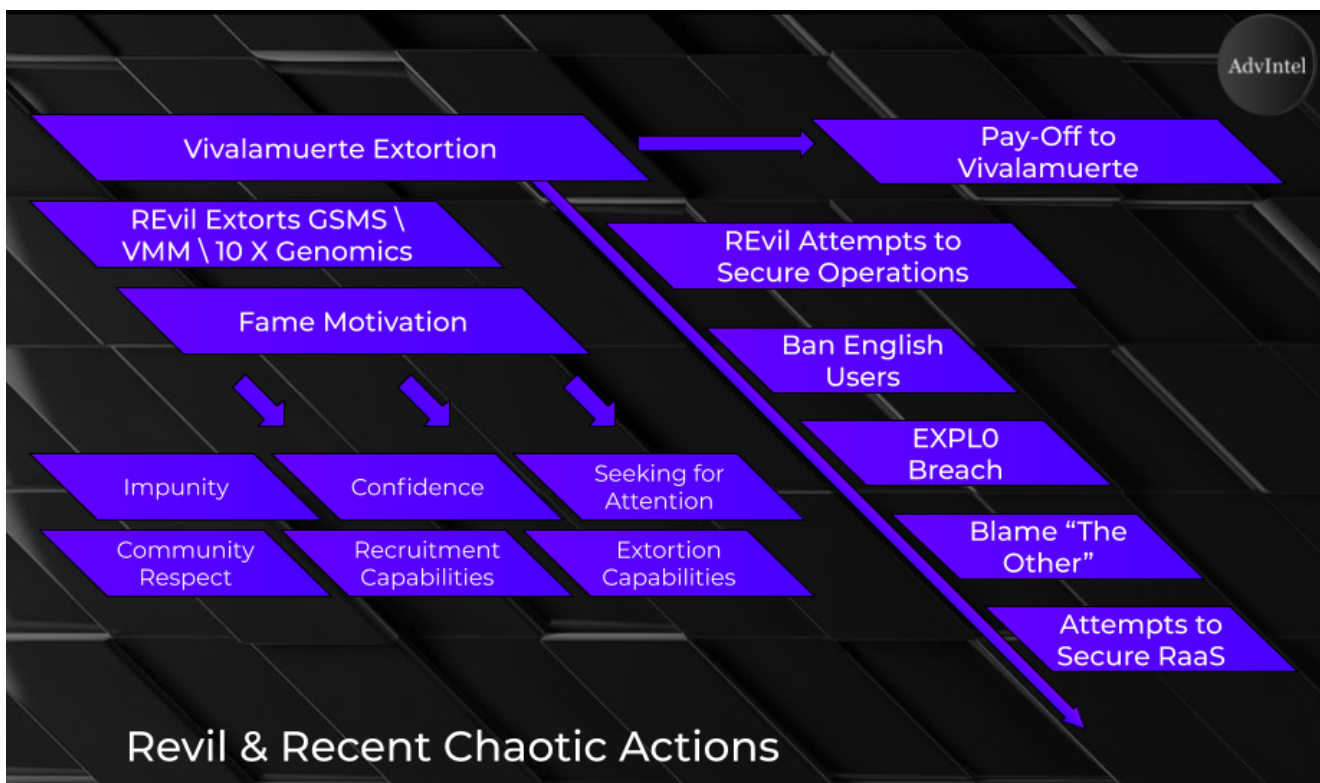 AdvIntel
Vivalamuerte Extortion
Pay-Off to
Vivalamuerte
REvil Extorts GSMS \
VMM \ 10 X Genomics
REvil Attempts to
Secure Operations
Fame Motivation
Ban English
Users
EXPL0
Breach
Impunity
Confidence
Seeking for
Attention
Blame “The
Other”
Community
Respect
Recruitment
Capabilities
Extortion
Capabilities
Attempts to
Secure RaaS
Revil & Recent Chaotic Actions